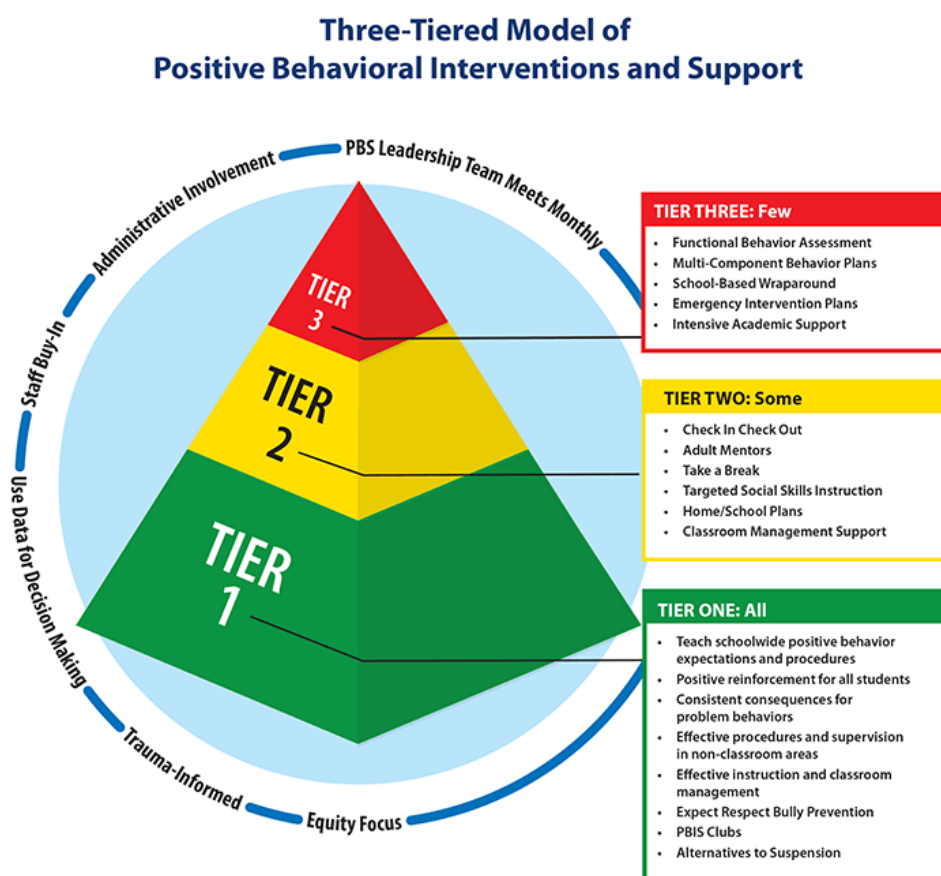 Three-Tiered Model of
Positive Behavioral Interventions and Support
PBS Leadership Team Meets Monthly
Administrative Involvement
Staff Buy-In
Use Data for Decision Making
Trauma-Informed
Equity Focus
TIER
3
TIER
2
TIER
1
TIER THREE: Few
• Functional Behavior Assessment
• Multi-Component Behavior Plans
• School-Based Wraparound
• Emergency Intervention Plans
• Intensive Academic Support
TIER TWO: Some
• Check In Check Out
• Adult Mentors
• Take a Break
• Targeted Social Skills Instruction
• Home/School Plans
• Classroom Management Support
TIER ONE: All
• Teach schoolwide positive behavior
expectations and procedures
• Positive reinforcement for all students
• Consistent consequences for
problem behaviors
• Effective procedures and supervision
in non-classroom areas
• Effective instruction and classroom
management
• Expect Respect Bully Prevention
• PBIS Clubs
• Alternatives to Suspension